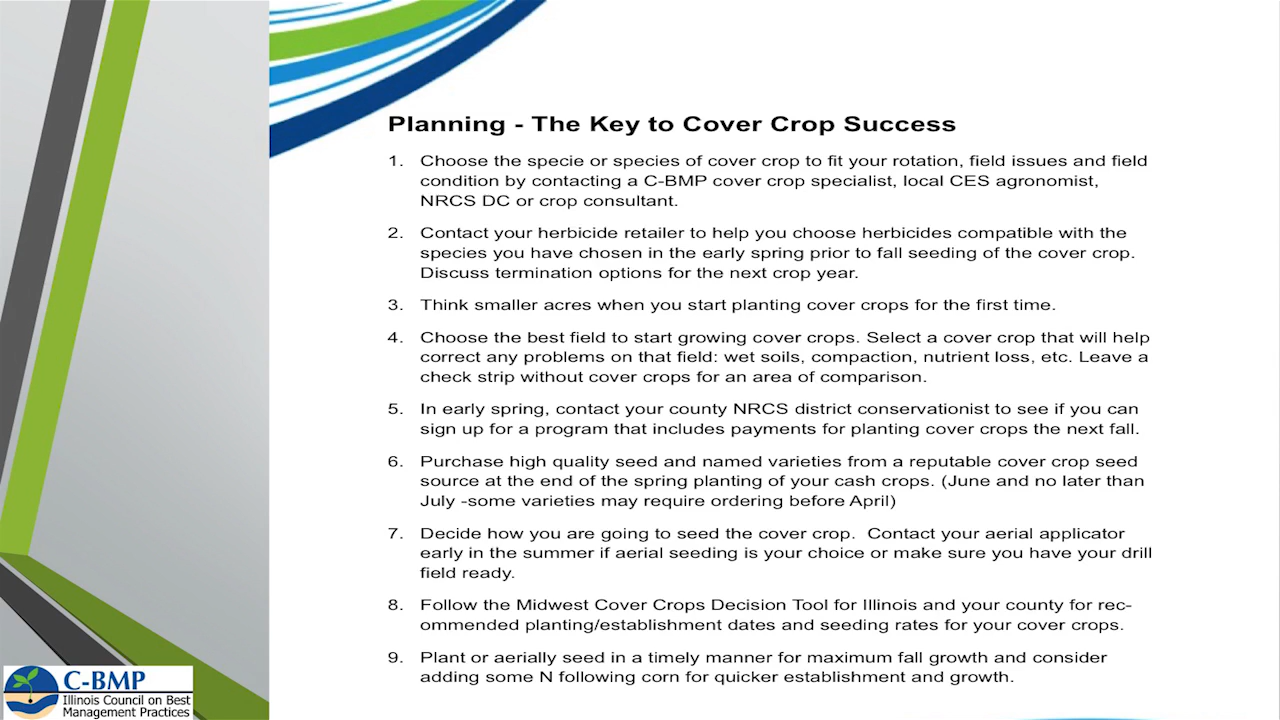 Planning - The Key to Cover Crop Success
1. Choose the specie or species of cover crop to fit your rotation, field issues and field
condition by contacting a C-BMP cover crop specialist, local CES agronomist,
NRCS DC or crop consultant.
2. Contact your herbicide retailer to help you choose herbicides compatible with the
species you have chosen in the early spring prior to fall seeding of the cover crop.
Discuss termination options for the next crop year.
3. Think smaller acres when you start planting cover crops for the first time.
4. Choose the best field to start growing cover crops. Select a cover crop that will help
correct any problems on that field: wet soils, compaction, nutrient loss, etc. Leave a
check strip without cover crops for an area of comparison.
5. In early spring, contact your county NRCS district conservationist to see if you can
sign up for a program that includes payments for planting cover crops the next fall.
6. Purchase high quality seed and named varieties from a reputable cover crop seed
source at the end of the spring planting of your cash crops. (June and no later than
July -some varieties may require ordering before April)
7. Decide how you are going to seed the cover crop.  Contact your aerial applicator
early in the summer if aerial seeding is your choice or make sure you have your drill
field ready.
8. Follow the Midwest Cover Crops Decision Tool for Illinois and your county for rec-
ommended planting/establishment dates and seeding rates for your cover crops.
9. Plant or aerially seed in a timely manner for maximum fall growth and consider
adding some N following corn for quicker establishment and growth.
C-BMP
Illinois Council on Best
Management Practices